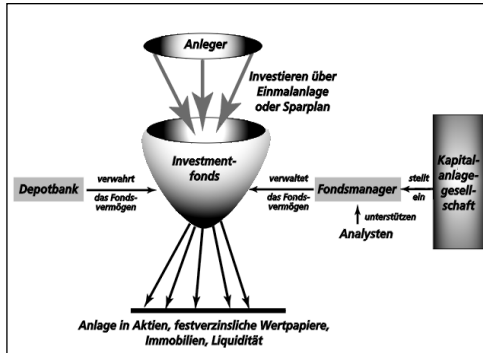 Anleger
Investieren über
Einmalanlage
oder Sparplan
Investment-
fonds
Depotbank
verwahrt
das Fonds-
vermögen
verwaltet
das Fonds-
vermögen
Fondsmanager
stellt
ein
Kapital-
anlage-
gesell-
schaft
unterstützen
Analysten
Anlage in Aktien, festverzinsliche Wertpapiere,
Immobilien, Liquidität